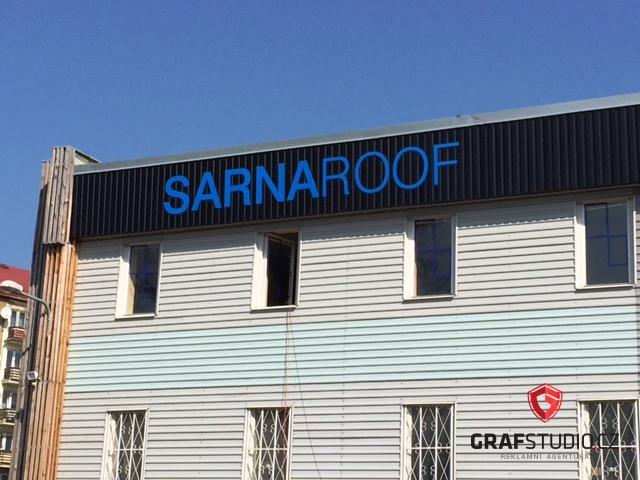 SARNAROOF
GRAFSTUDIO.CZ
REKLAMNÍ AGENTURA